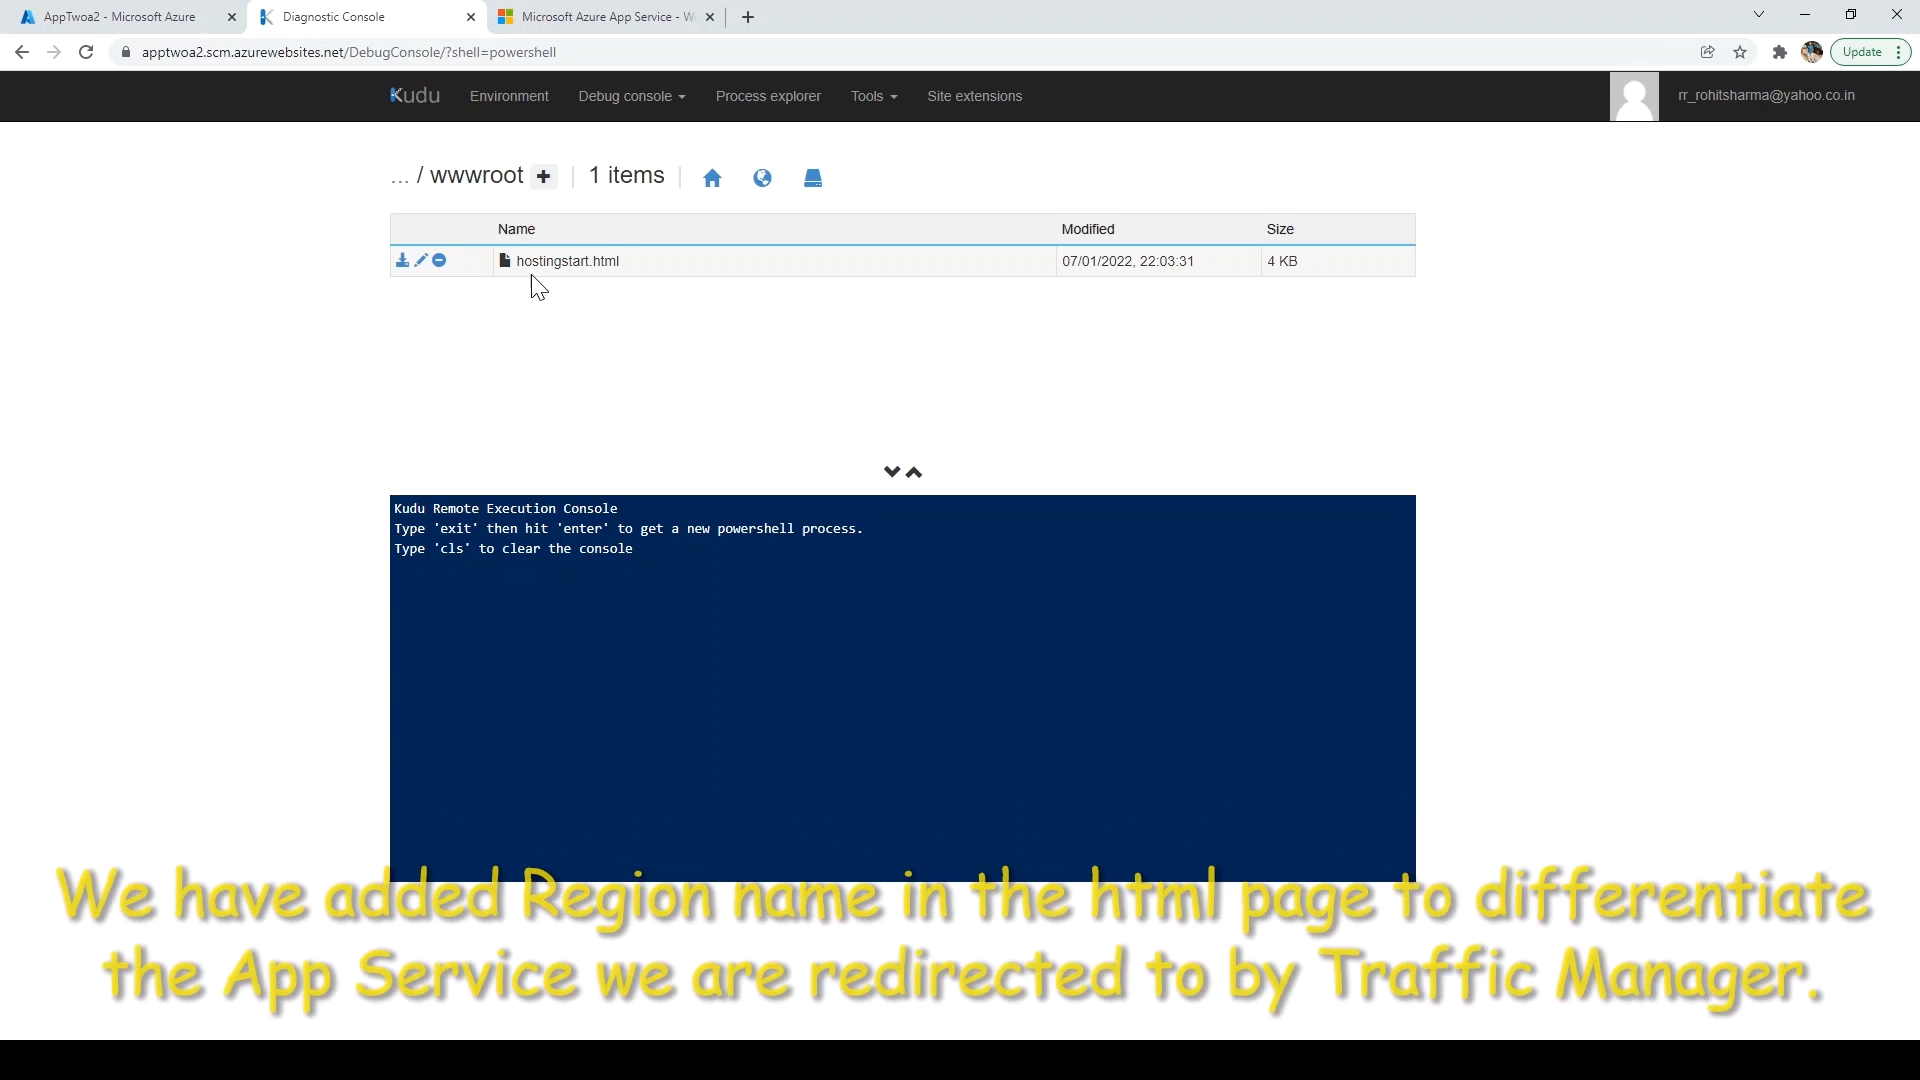 AppTwoa2 - Microsoft Azure
Diagnostic Console
Microsoft Azure App Service - W
apptwoa2.scm.azurewebsites.net/DebugConsole/?shell=powershell
Update
Kudu Environment Debug console Process explorer Tools Site extensions
rr_rohitsharma@yahoo.co.in
... / wwwroot + | 1 items |
Name Modified Size
hostingstart.html 07/01/2022, 22:03:31 4 KB
Kudu Remote Execution Console
Type 'exit' then hit 'enter' to get a new powershell process.
Type 'cls' to clear the console
We have added Region name in the html page to differentiate
the App Service we are redirected to by Traffic Manager.